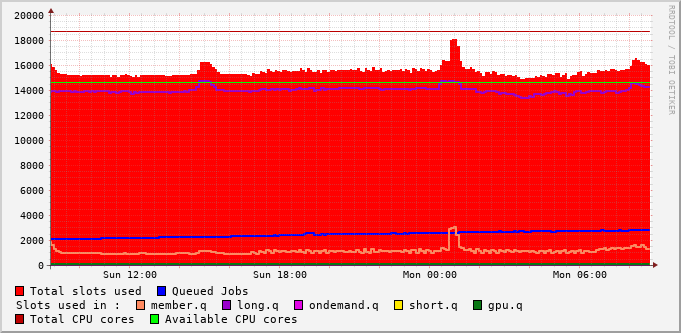 20000
18000
16000
14000
12000
10000
8000
6000
4000
2000
0
Sun 12:00 Sun 18:00 Mon 00:00 Mon 06:00
Total slots used Queued Jobs
Slots used in : member.q long.q ondemand.q short.q gpu.q
Total CPU cores Available CPU cores
RRDTOOL / TOBI OETIKER